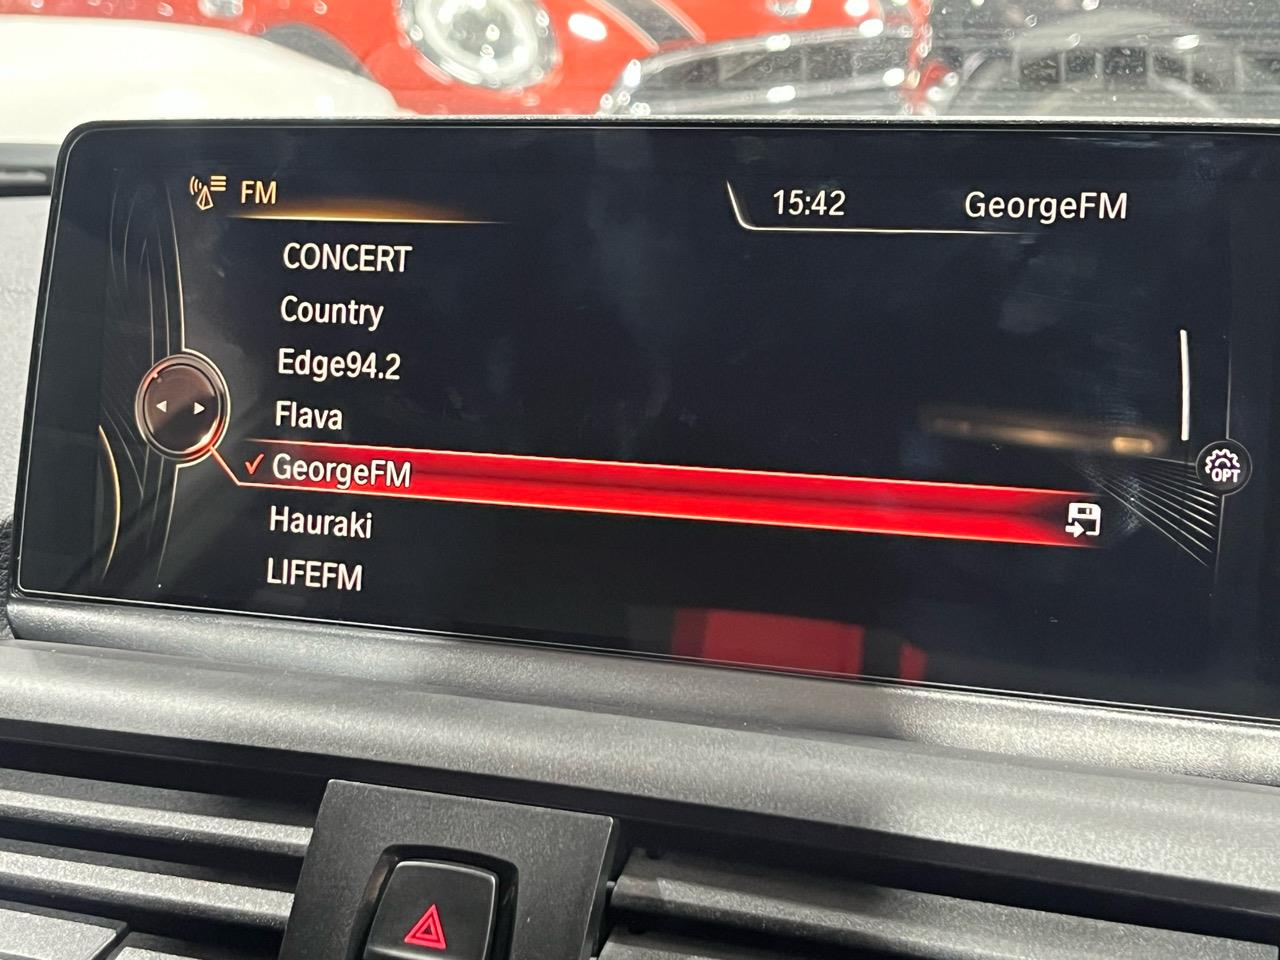 FM
15:42
GeorgeFM
CONCERT
Country
Edge94.2
Flava
GeorgeFM
Hauraki
LIFEFM
OPT